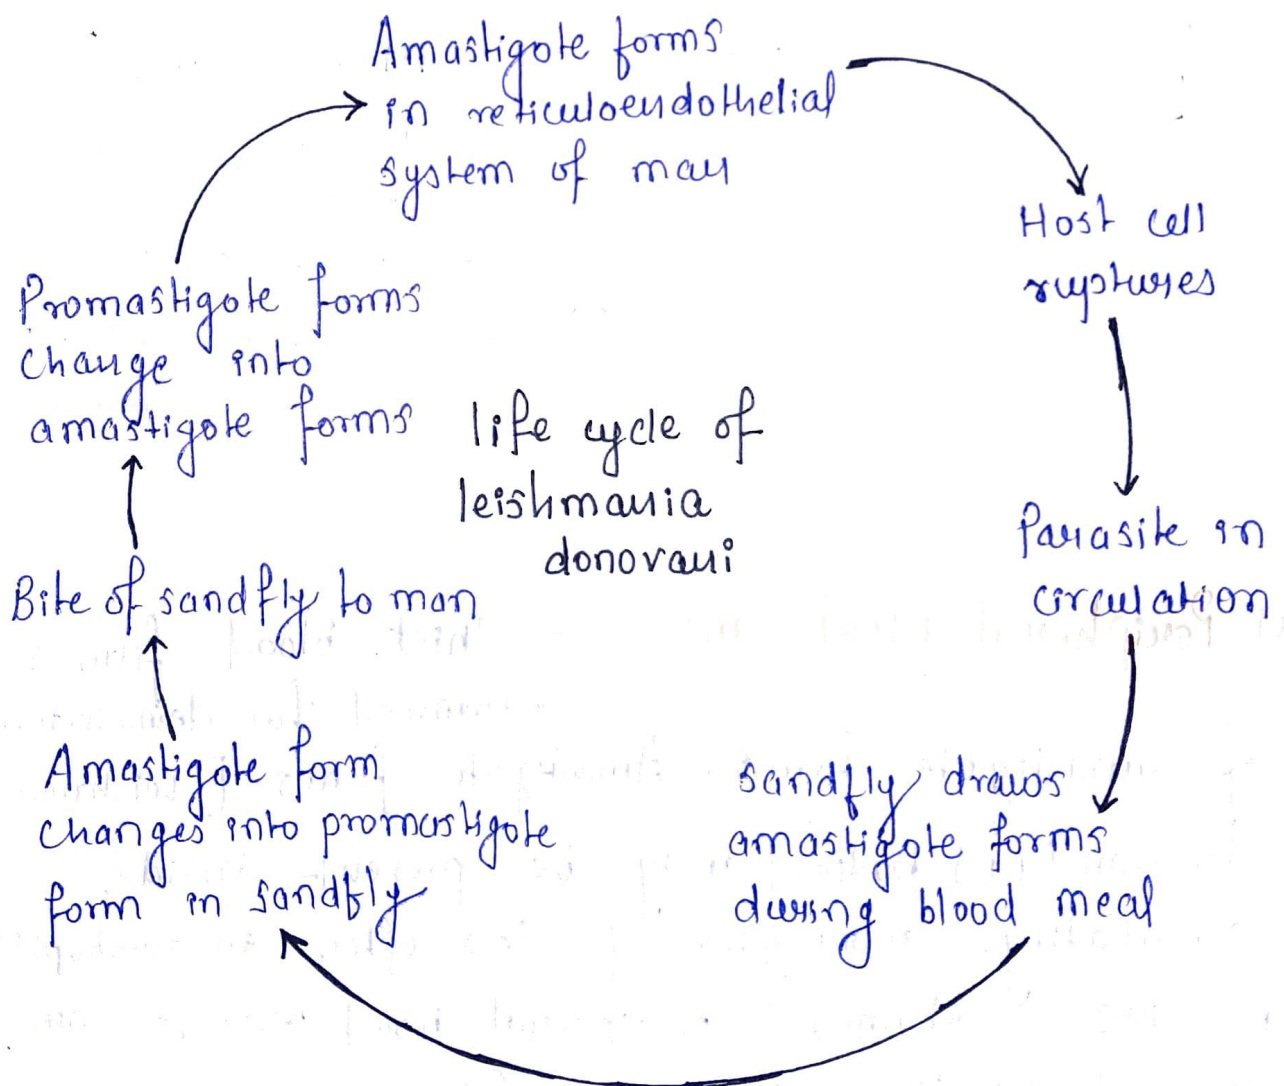 Amastigote forms
in reticuloendothelial
system of man
Host cell
ruptures
Parasite in
circulation
sandfly draws
amastigote forms
during blood meal
Amastigote form
changes into promastigote
form in sandfly
Bite of sandfly to man
Promastigote forms
change into
amastigote forms
life cycle of
leishmania
donovani